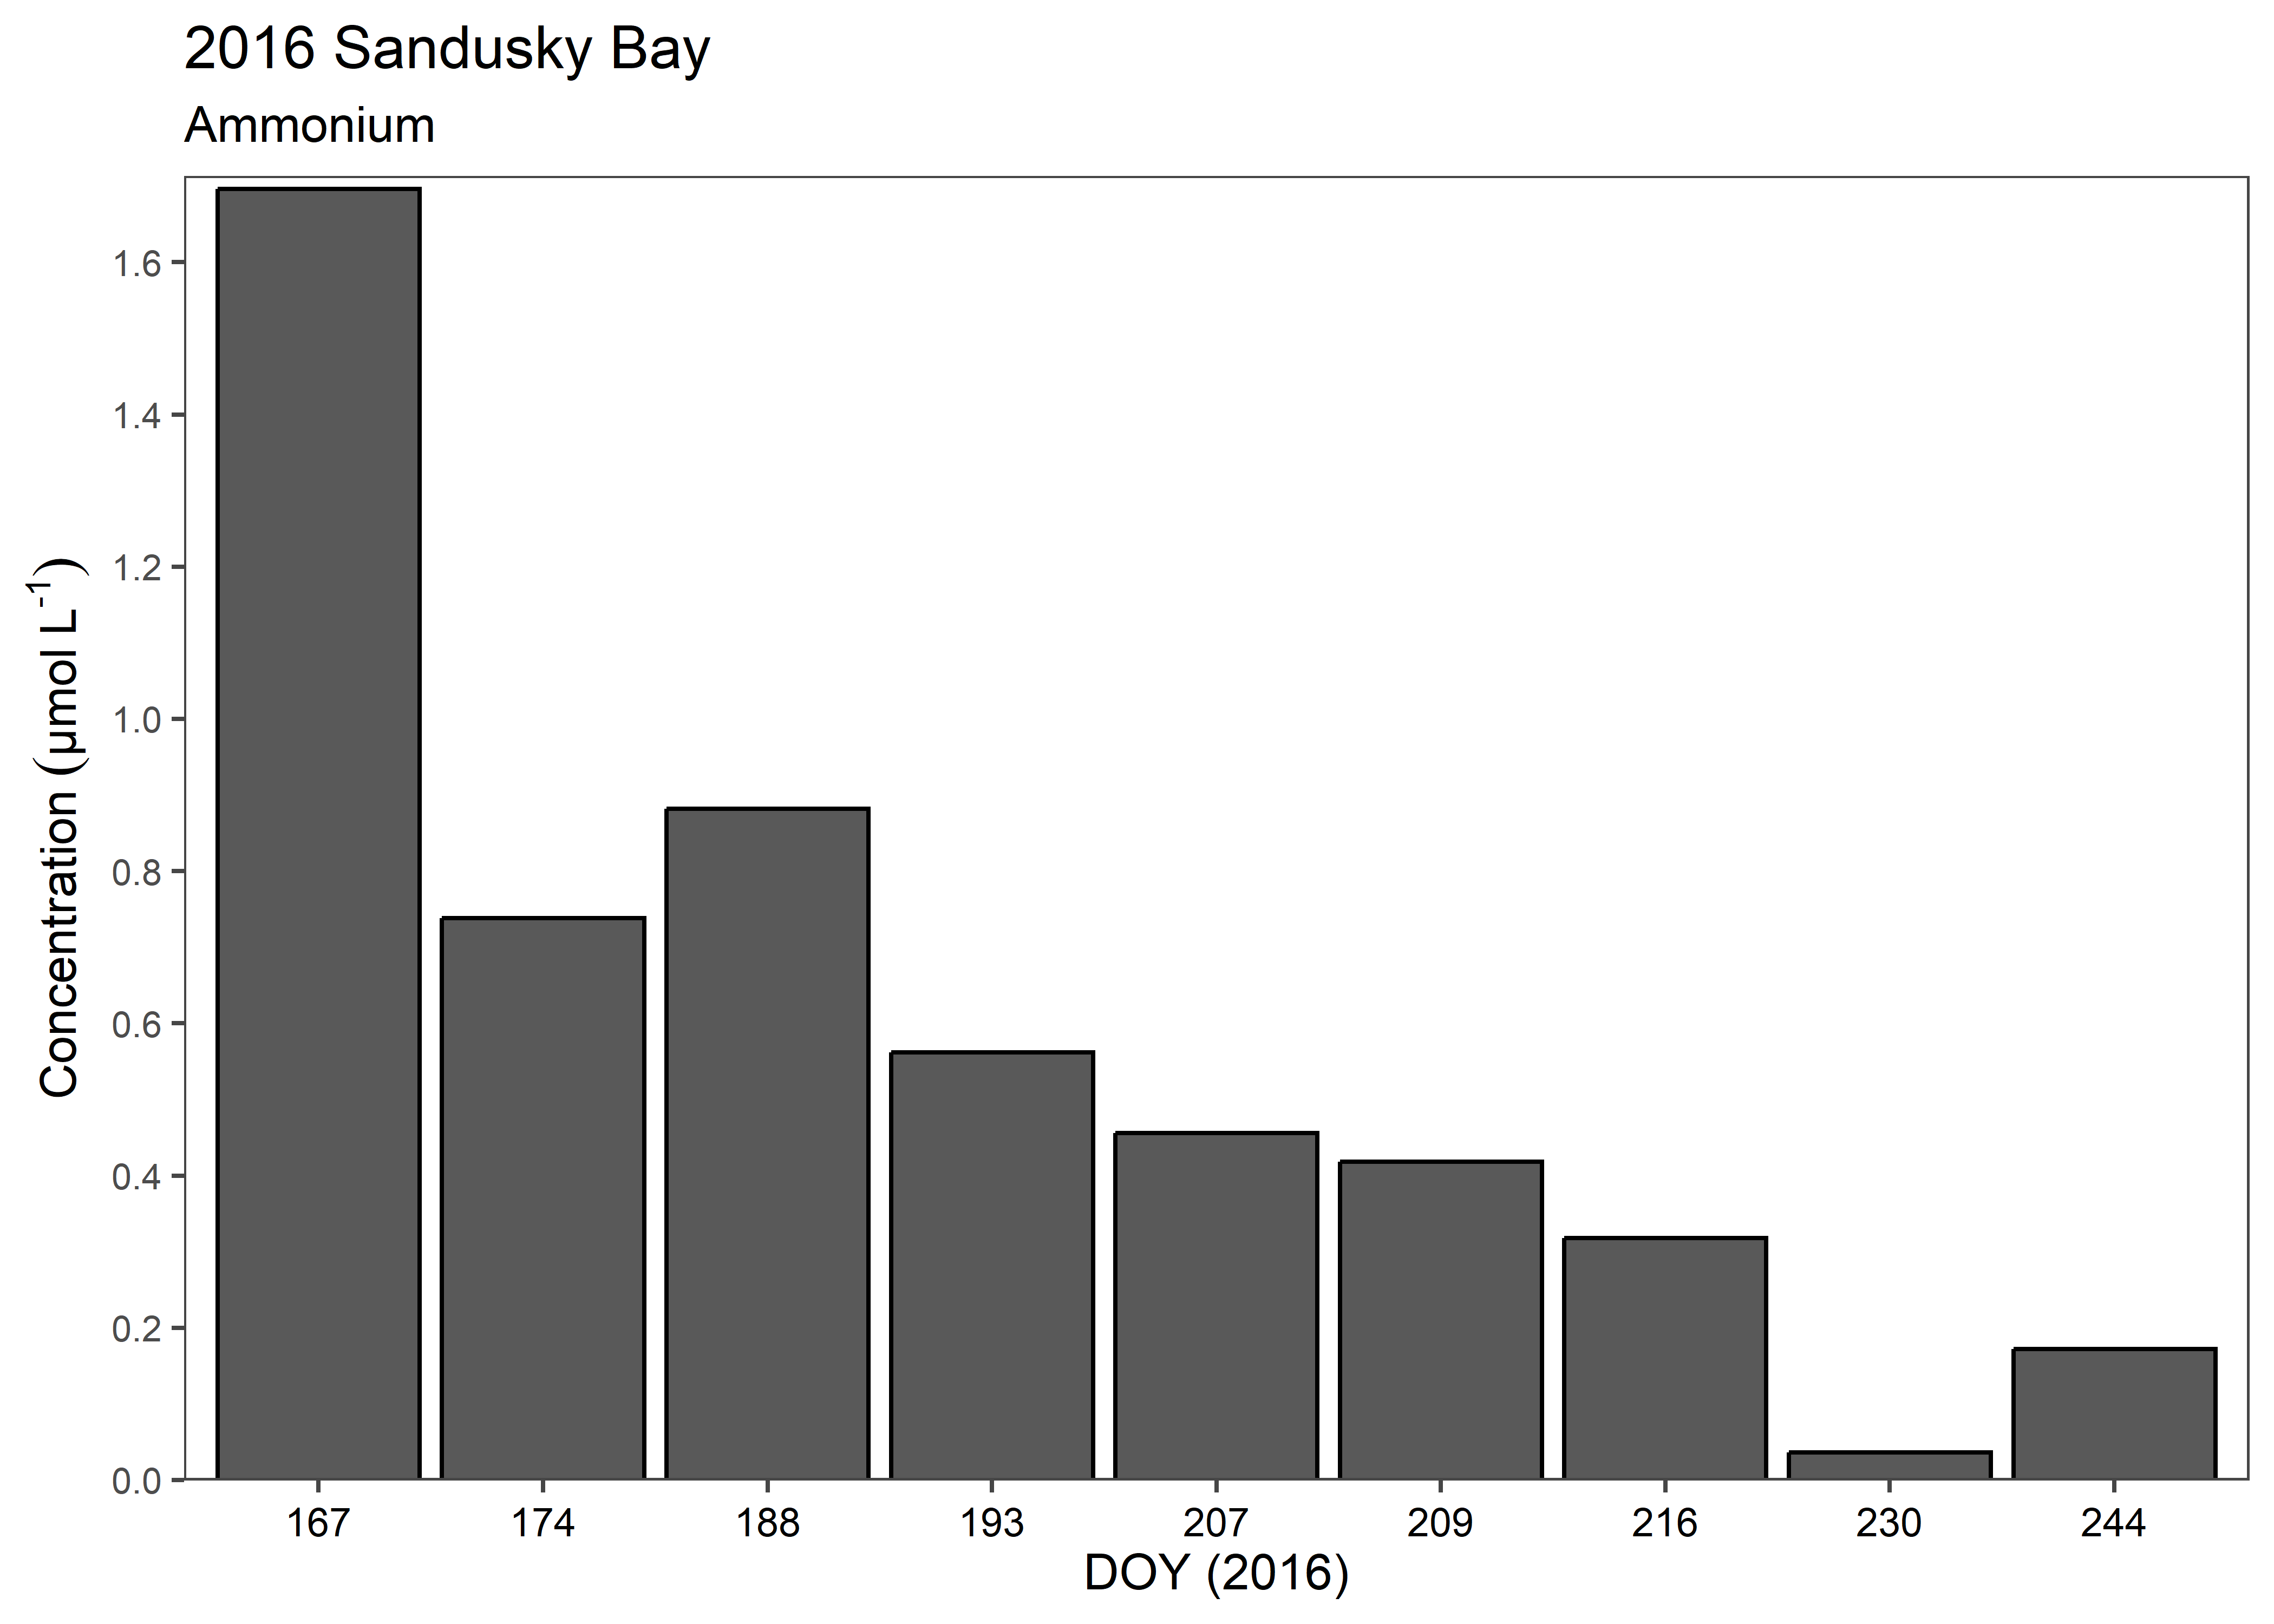 2016 Sandusky Bay
Ammonium
Concentration (µmol L⁻¹)
1.6
1.4
1.2
1.0
0.8
0.6
0.4
0.2
0.0
167 174 188 193 207 209 216 230 244
DOY (2016)